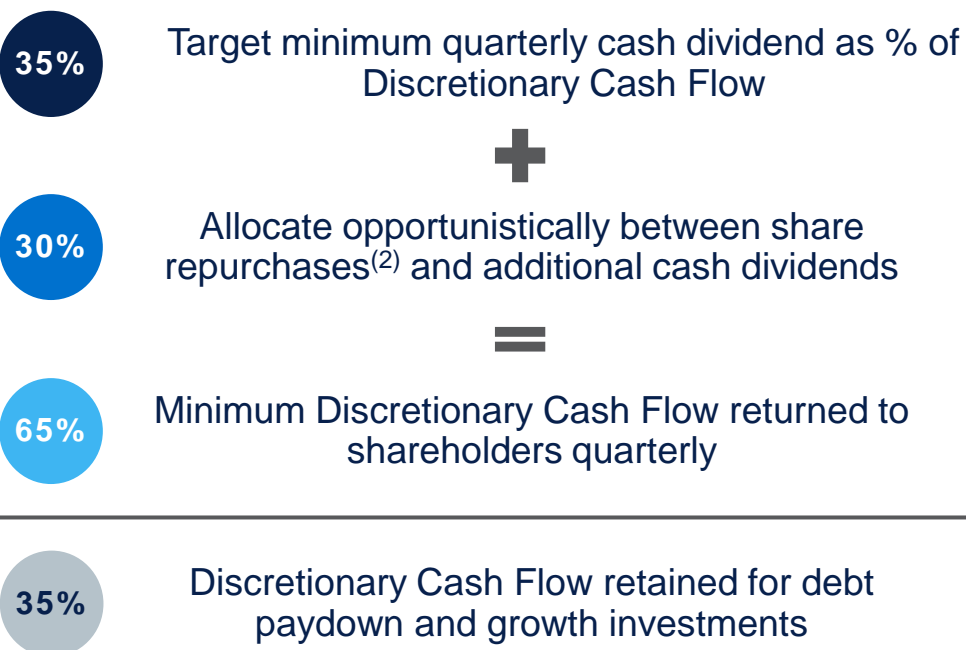 35%
Target minimum quarterly cash dividend as % of
Discretionary Cash Flow
30%
Allocate opportunistically between share
repurchases(2) and additional cash dividends
65%
Minimum Discretionary Cash Flow returned to
shareholders quarterly
35%
Discretionary Cash Flow retained for debt
paydown and growth investments